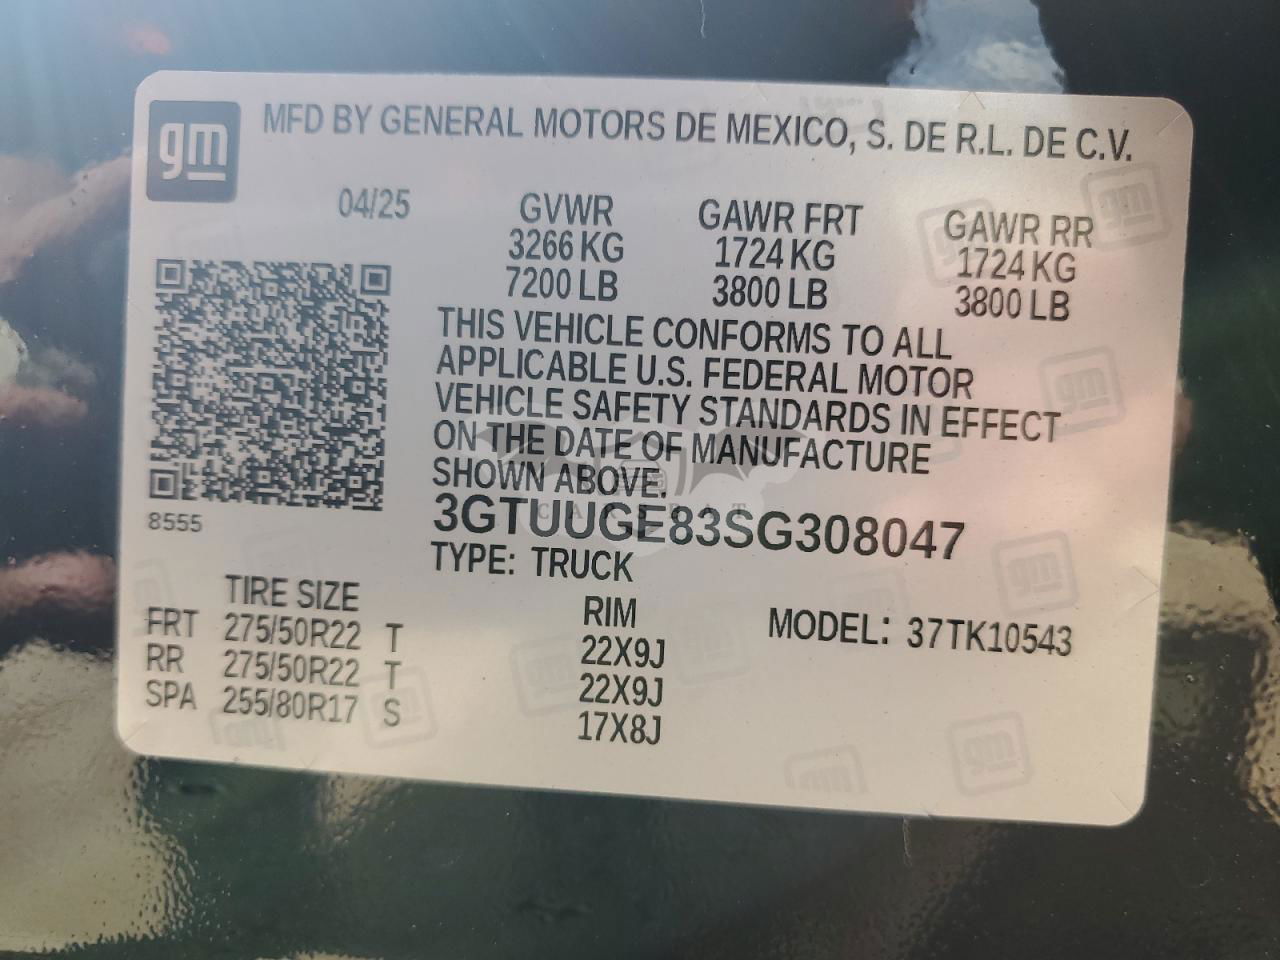 gm MFD BY GENERAL MOTORS DE MEXICO, S. DE R.L. DE C.V.
04/25 GVWR GAWR FRT GAWR RR
3266 KG 1724 KG 1724 KG
7200 LB 3800 LB 3800 LB
THIS VEHICLE CONFORMS TO ALL
APPLICABLE U.S. FEDERAL MOTOR
VEHICLE SAFETY STANDARDS IN EFFECT
ON THE DATE OF MANUFACTURE
SHOWN ABOVE.
CARSBAT
8555
3GTUUGE83SG308047
TYPE: TRUCK
TIRE SIZE RIM MODEL: 37TK10543
FRT 275/50R22 T 22X9J
RR 275/50R22 T 22X9J
SPA 255/80R17 S 17X8J